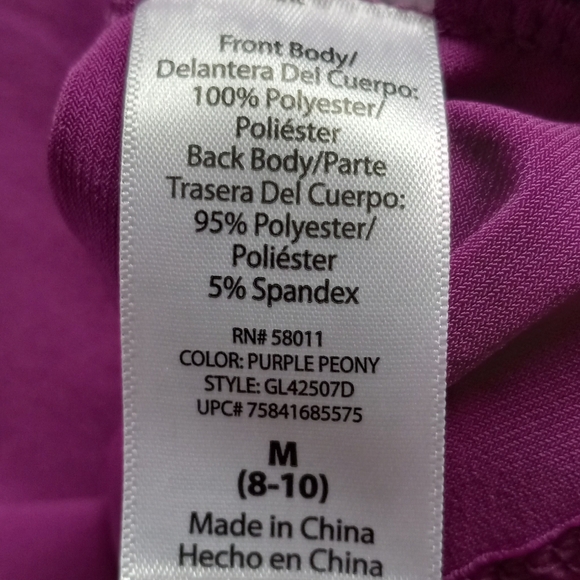 Front Body/
Delantera Del Cuerpo:
100% Polyester/
Poliéster
Back Body/Parte
Trasera Del Cuerpo:
95% Polyester/
Poliéster
5% Spandex
RN# 58011
COLOR: PURPLE PEONY
STYLE: GL42507D
UPC# 75841685575
M
(8-10)
Made in China
Hecho en China